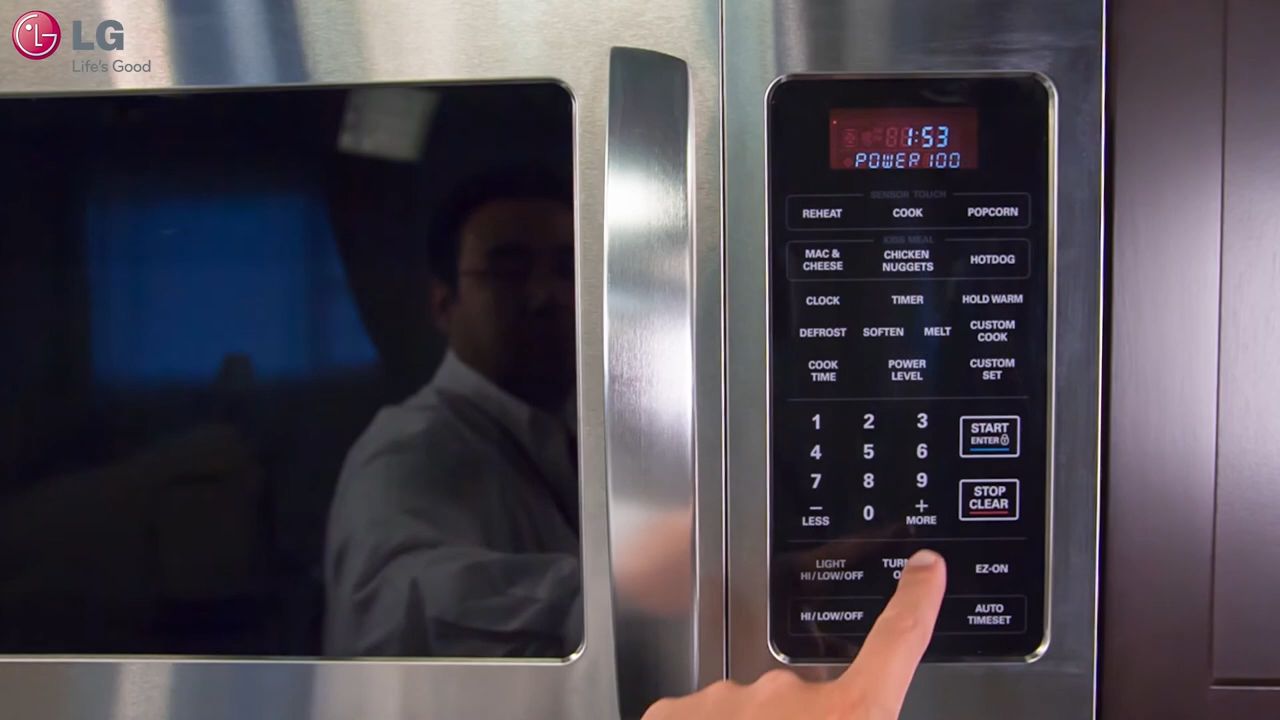 LG
Life's Good
1:53
POWER 100
SENSOR TOUCH
REHEAT COOK POPCORN
KIDS MEAL
MAC &
CHEESE
CHICKEN
NUGGETS
HOTDOG
CLOCK TIMER HOLD WARM
DEFROST SOFTEN MELT
CUSTOM
COOK
COOK
TIME
POWER
LEVEL
CUSTOM
SET
1 2 3
4 5 6
7 8 9
START
ENTER
STOP
CLEAR
−
LESS
0
+
MORE
LIGHT
HI/LOW/OFF
EZ-ON
HI/LOW/OFF
AUTO
TIMESET